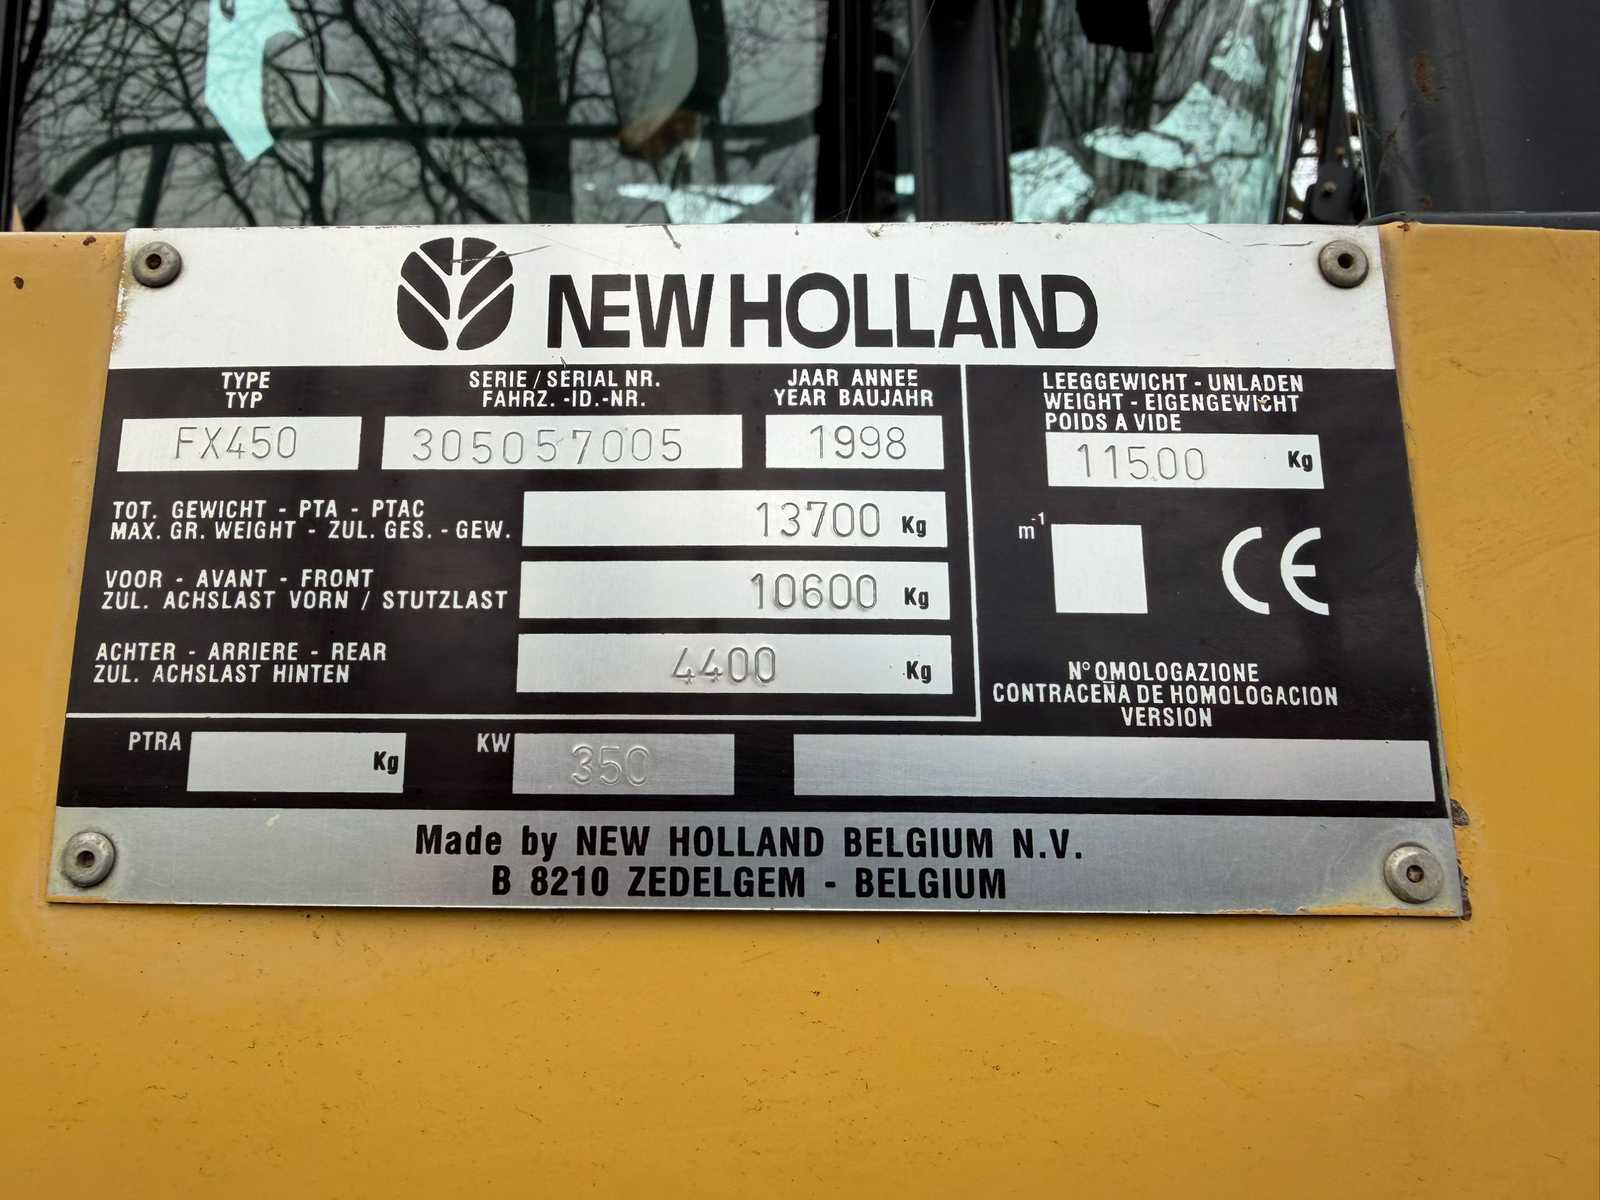 NEW HOLLAND
TYPE
TYP
FX450
SERIE / SERIAL NR.
FAHRZ. -ID.-NR.
305057005
JAAR ANNEE
YEAR BAUJAHR
1998
LEEGGEWICHT - UNLADEN
WEIGHT - EIGENGEWICHT
POIDS A VIDE
11500 Kg
TOT. GEWICHT - PTA - PTAC
MAX. GR. WEIGHT - ZUL. GES. - GEW.
13700 Kg
VOOR - AVANT - FRONT
ZUL. ACHSLAST VORN / STUTZLAST
10600 Kg
ACHTER - ARRIERE - REAR
ZUL. ACHSLAST HINTEN
4400 Kg
m-1
CE
N° OMOLOGAZIONE
CONTRACEÑA DE HOMOLOGACION
VERSION
PTRA Kg
KW 350
Made by NEW HOLLAND BELGIUM N.V.
B 8210 ZEDELGEM - BELGIUM